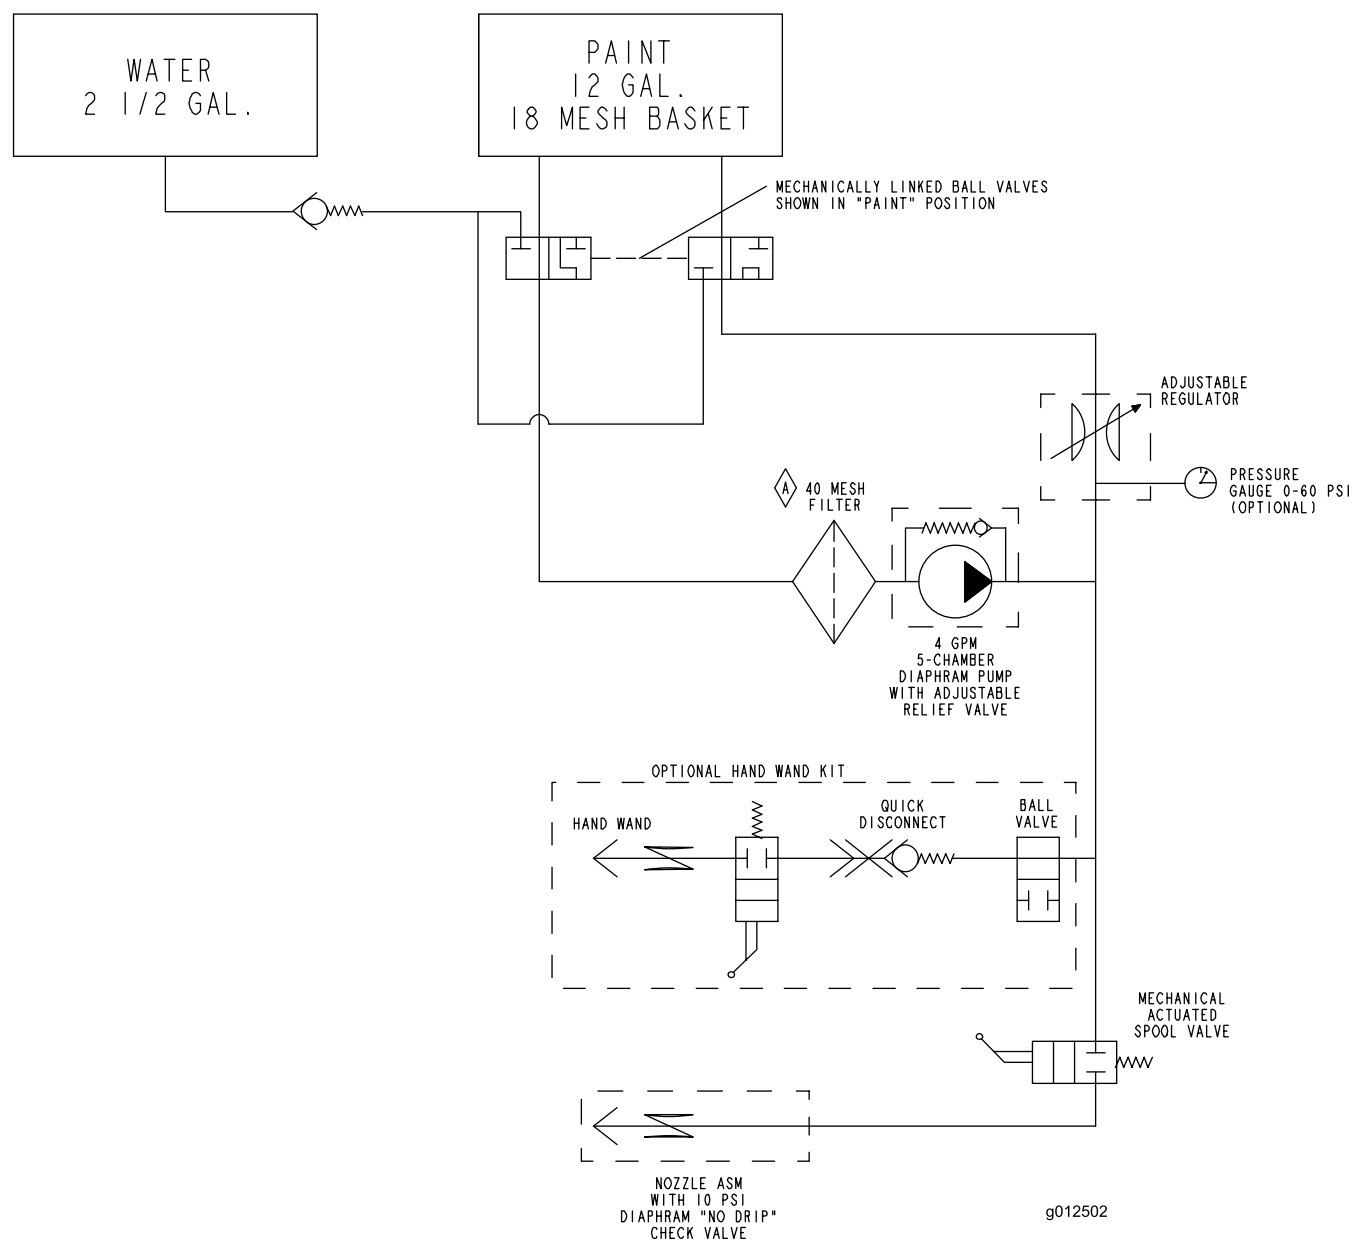 WATER
2 1/2 GAL.
PAINT
12 GAL.
18 MESH BASKET
MECHANICALLY LINKED BALL VALVES
SHOWN IN "PAINT" POSITION
ADJUSTABLE
REGULATOR
PRESSURE
GAUGE 0-60 PSI
(OPTIONAL)
A
40 MESH
FILTER
4 GPM
5-CHAMBER
DIAPHRAM PUMP
WITH ADJUSTABLE
RELIEF VALVE
OPTIONAL HAND WAND KIT
HAND WAND
QUICK
DISCONNECT
BALL
VALVE
MECHANICAL
ACTUATED
SPOOL VALVE
NOZZLE ASM
WITH 10 PSI
DIAPHRAM "NO DRIP"
CHECK VALVE
g012502